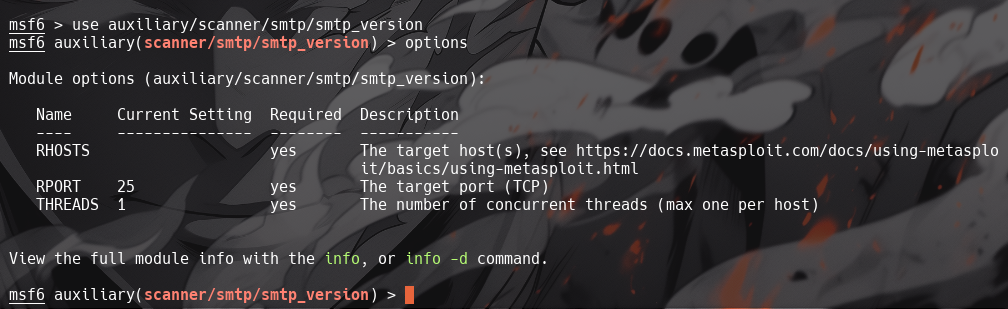 msf6 > use auxiliary/scanner/smtp/smtp_version
msf6 auxiliary(scanner/smtp/smtp_version) > options

Module options (auxiliary/scanner/smtp/smtp_version):

   Name     Current Setting  Required  Description
   ----     ---------------  --------  -----------
   RHOSTS                    yes       The target host(s), see https://docs.metasploit.com/docs/using-metasplo
                                       it/basics/using-metasploit.html
   RPORT    25               yes       The target port (TCP)
   THREADS  1                yes       The number of concurrent threads (max one per host)


View the full module info with the info, or info -d command.

msf6 auxiliary(scanner/smtp/smtp_version) >